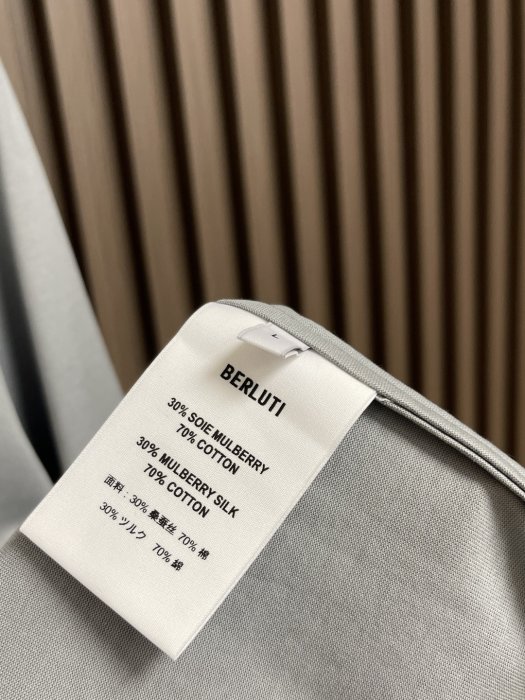 L
BERLUTI
30% SOIE MULBERRY
70% COTTON
30% MULBERRY SILK
70% COTTON
面料：30% 桑蚕丝 70% 棉
30% ツルク 70% 綿